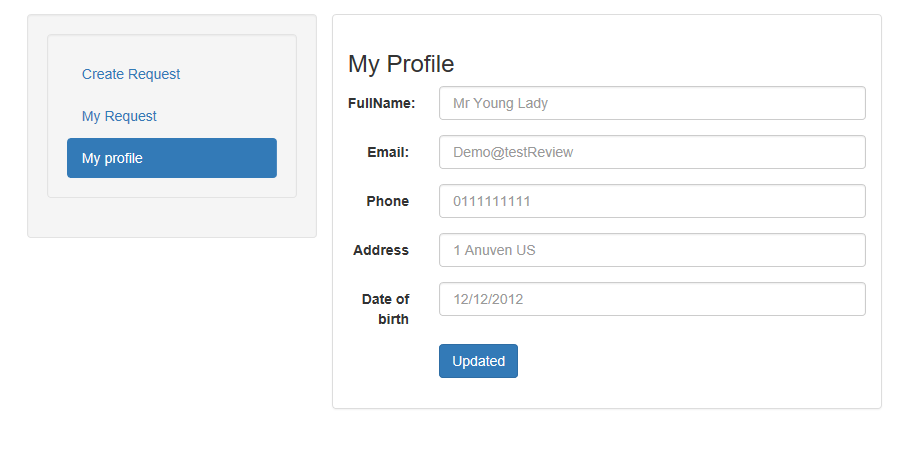 Create Request
My Request
My profile
My Profile
FullName: Mr Young Lady
Email: Demo@testReview
Phone 0111111111
Address 1 Anuven US
Date of birth 12/12/2012
Updated